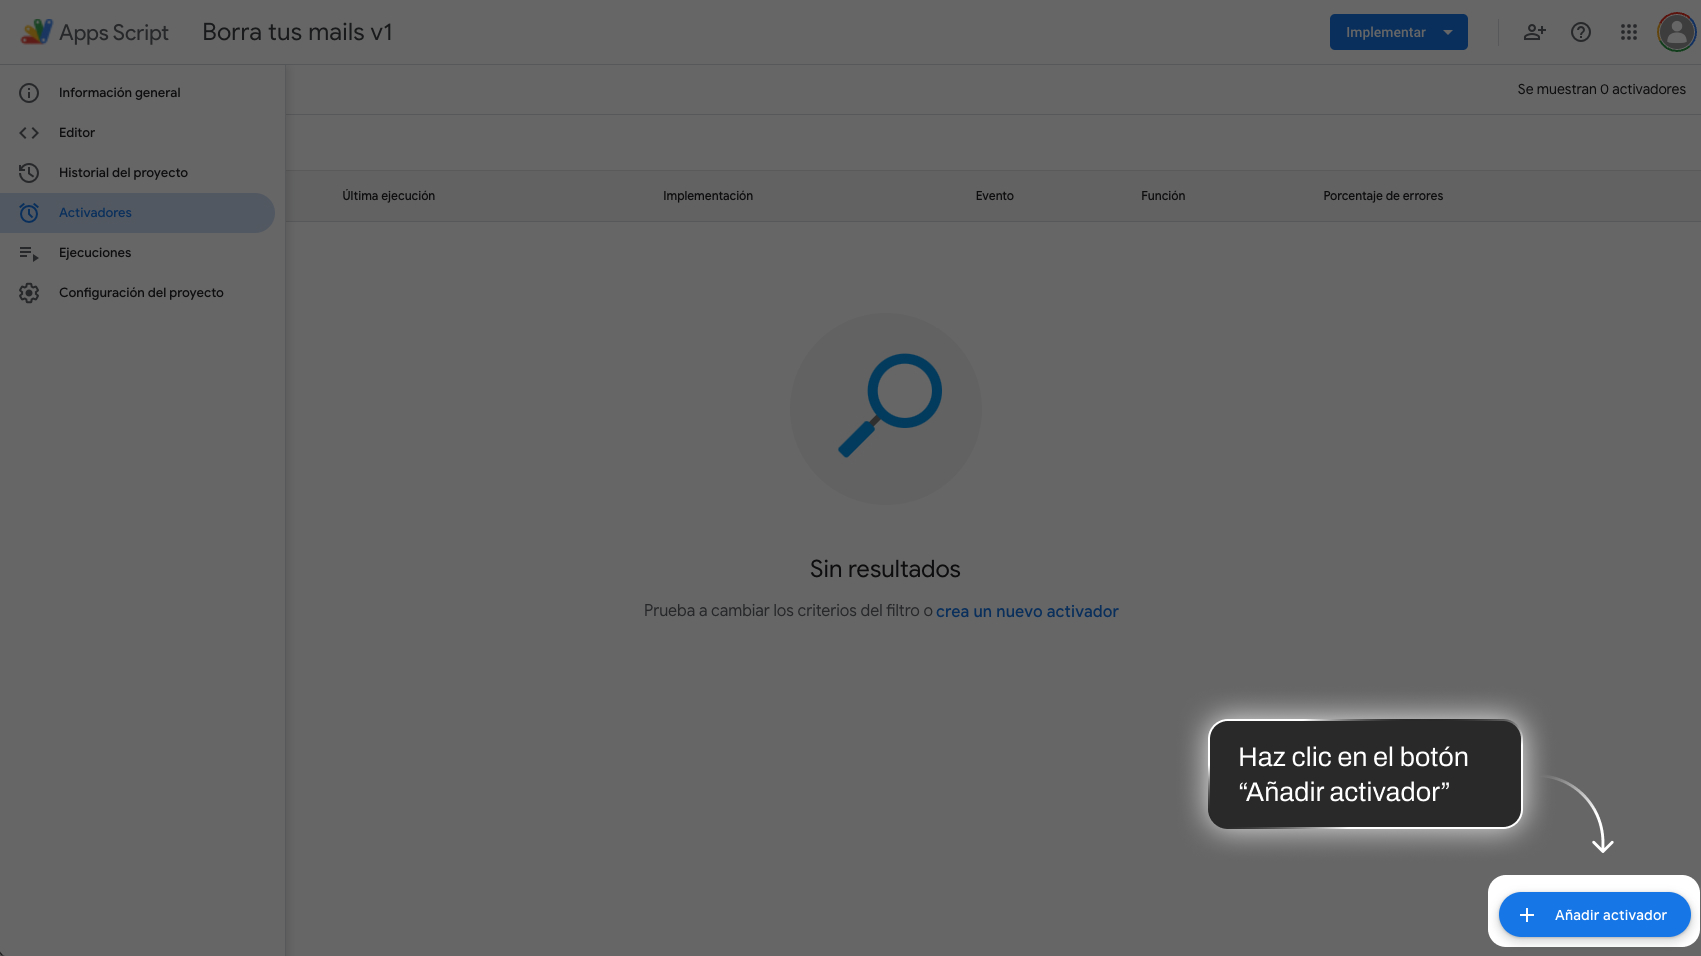 Apps Script
Borra tus mails v1
Implementar
Información general
Editor
Historial del proyecto
Activadores
Ejecuciones
Configuración del proyecto
Se muestran 0 activadores
Última ejecución
Implementación
Evento
Función
Porcentaje de errores
Sin resultados
Prueba a cambiar los criterios del filtro o crea un nuevo activador
Haz clic en el botón
“Añadir activador”
Añadir activador